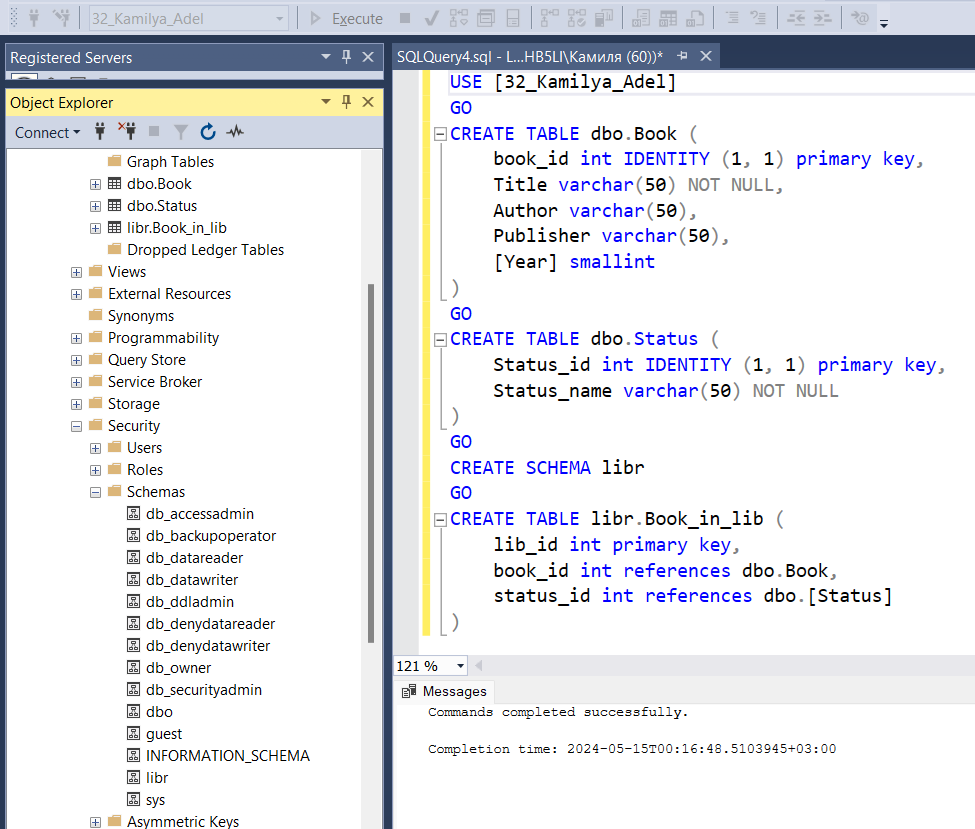 32_Kamilya_Adel
Execute
Registered Servers
Object Explorer
Connect
Graph Tables
dbo.Book
dbo.Status
libr.Book_in_lib
Dropped Ledger Tables
Views
External Resources
Synonyms
Programmability
Query Store
Service Broker
Storage
Security
Users
Roles
Schemas
db_accessadmin
db_backupoperator
db_datareader
db_datawriter
db_ddladmin
db_denydatareader
db_denydatawriter
db_owner
db_securityadmin
dbo
guest
INFORMATION_SCHEMA
libr
sys
Asymmetric Keys
SQLQuery4.sql - L...HB5LI\Камиля (60))*
USE [32_Kamilya_Adel]
GO
CREATE TABLE dbo.Book (
book_id int IDENTITY (1, 1) primary key,
Title varchar(50) NOT NULL,
Author varchar(50),
Publisher varchar(50),
[Year] smallint
)
GO
CREATE TABLE dbo.Status (
Status_id int IDENTITY (1, 1) primary key,
Status_name varchar(50) NOT NULL
)
GO
CREATE SCHEMA libr
GO
CREATE TABLE libr.Book_in_lib (
lib_id int primary key,
book_id int references dbo.Book,
status_id int references dbo.[Status]
)
121 %
Messages
Commands completed successfully.
Completion time: 2024-05-15T00:16:48.5103945+03:00